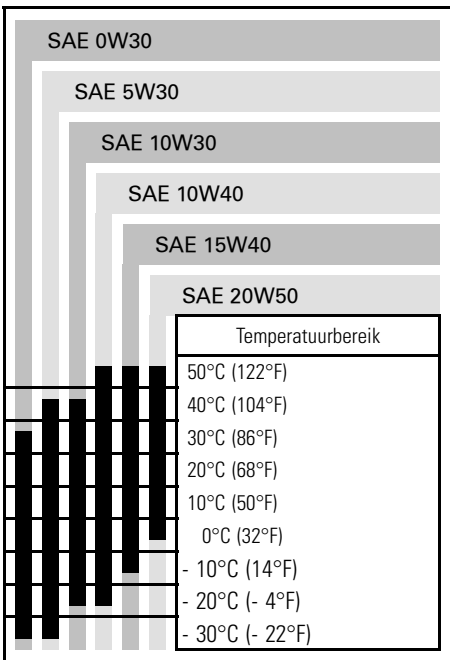 SAE 0W30
SAE 5W30
SAE 10W30
SAE 10W40
SAE 15W40
SAE 20W50
Temperatuurbereik
50°C (122°F)
40°C (104°F)
30°C (86°F)
20°C (68°F)
10°C (50°F)
0°C (32°F)
- 10°C (14°F)
- 20°C (- 4°F)
- 30°C (- 22°F)